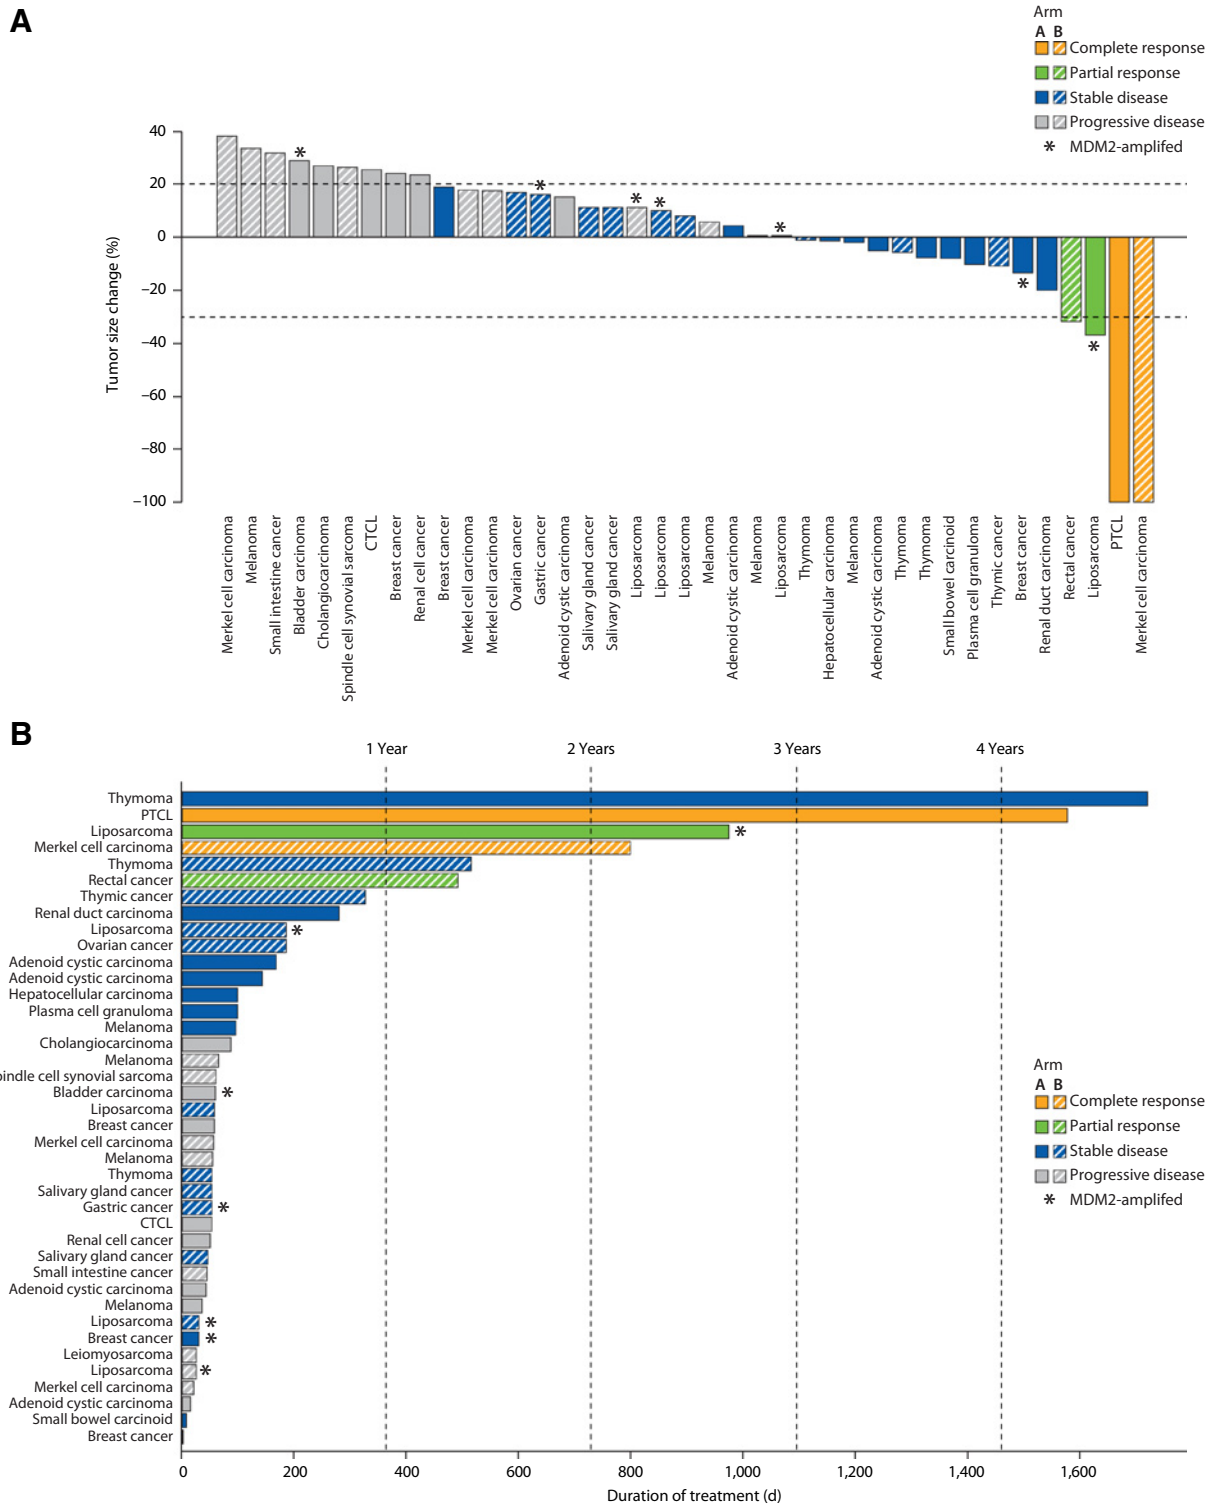 A
Arm
A B
Complete response
Partial response
Stable disease
Progressive disease
* MDM2-amplifed
Tumor size change (%)
40
20
0
−20
−40
−60
−80
−100
*
*
*
*
*
*
*
Merkel cell carcinoma
Melanoma
Small intestine cancer
Bladder carcinoma
Cholangiocarcinoma
Spindle cell synovial sarcoma
CTCL
Breast cancer
Renal cell cancer
Breast cancer
Merkel cell carcinoma
Merkel cell carcinoma
Ovarian cancer
Gastric cancer
Adenoid cystic carcinoma
Salivary gland cancer
Salivary gland cancer
Liposarcoma
Liposarcoma
Liposarcoma
Melanoma
Adenoid cystic carcinoma
Melanoma
Liposarcoma
Thymoma
Hepatocellular carcinoma
Melanoma
Adenoid cystic carcinoma
Thymoma
Thymoma
Small bowel carcinoid
Plasma cell granuloma
Thymic cancer
Breast cancer
Renal duct carcinoma
Rectal cancer
Liposarcoma
PTCL
Merkel cell carcinoma
B
1 Year 2 Years 3 Years 4 Years
Thymoma
PTCL
Liposarcoma *
Merkel cell carcinoma
Thymoma
Rectal cancer
Thymic cancer
Renal duct carcinoma
Liposarcoma *
Ovarian cancer
Adenoid cystic carcinoma
Adenoid cystic carcinoma
Hepatocellular carcinoma
Plasma cell granuloma
Melanoma
Cholangiocarcinoma
Melanoma
pindle cell synovial sarcoma
Bladder carcinoma *
Liposarcoma
Breast cancer
Merkel cell carcinoma
Melanoma
Thymoma
Salivary gland cancer
Gastric cancer *
CTCL
Renal cell cancer
Salivary gland cancer
Small intestine cancer
Adenoid cystic carcinoma
Melanoma
Liposarcoma *
Breast cancer *
Leiomyosarcoma
Liposarcoma *
Merkel cell carcinoma
Adenoid cystic carcinoma
Small bowel carcinoid
Breast cancer
Arm
A B
Complete response
Partial response
Stable disease
Progressive disease
* MDM2-amplifed
0 200 400 600 800 1,000 1,200 1,400 1,600
Duration of treatment (d)